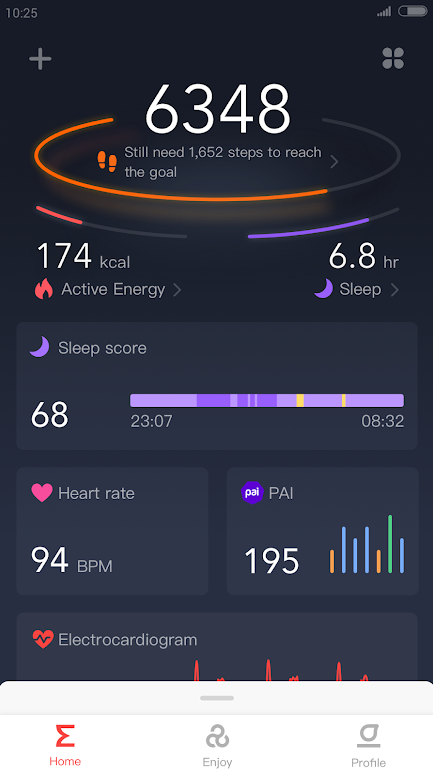 10:25
6348
Still need 1,652 steps to reach
the goal
174 kcal
6.8 hr
Active Energy
Sleep
Sleep score
68
23:07
08:32
Heart rate
pai PAI
94 BPM
195
Electrocardiogram
Home
Enjoy
Profile